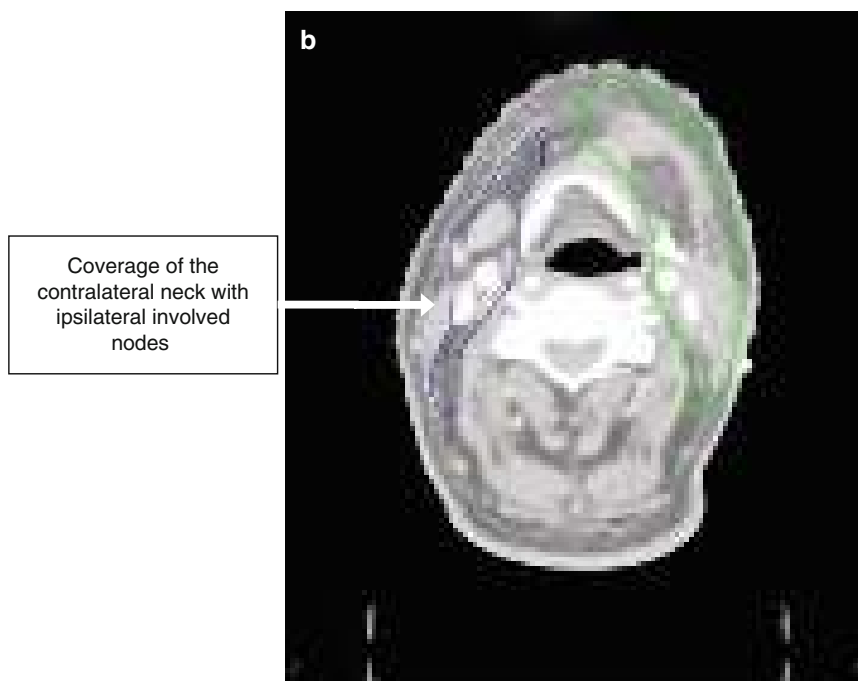 b
Coverage of the
contralateral neck with
ipsilateral involved
nodes